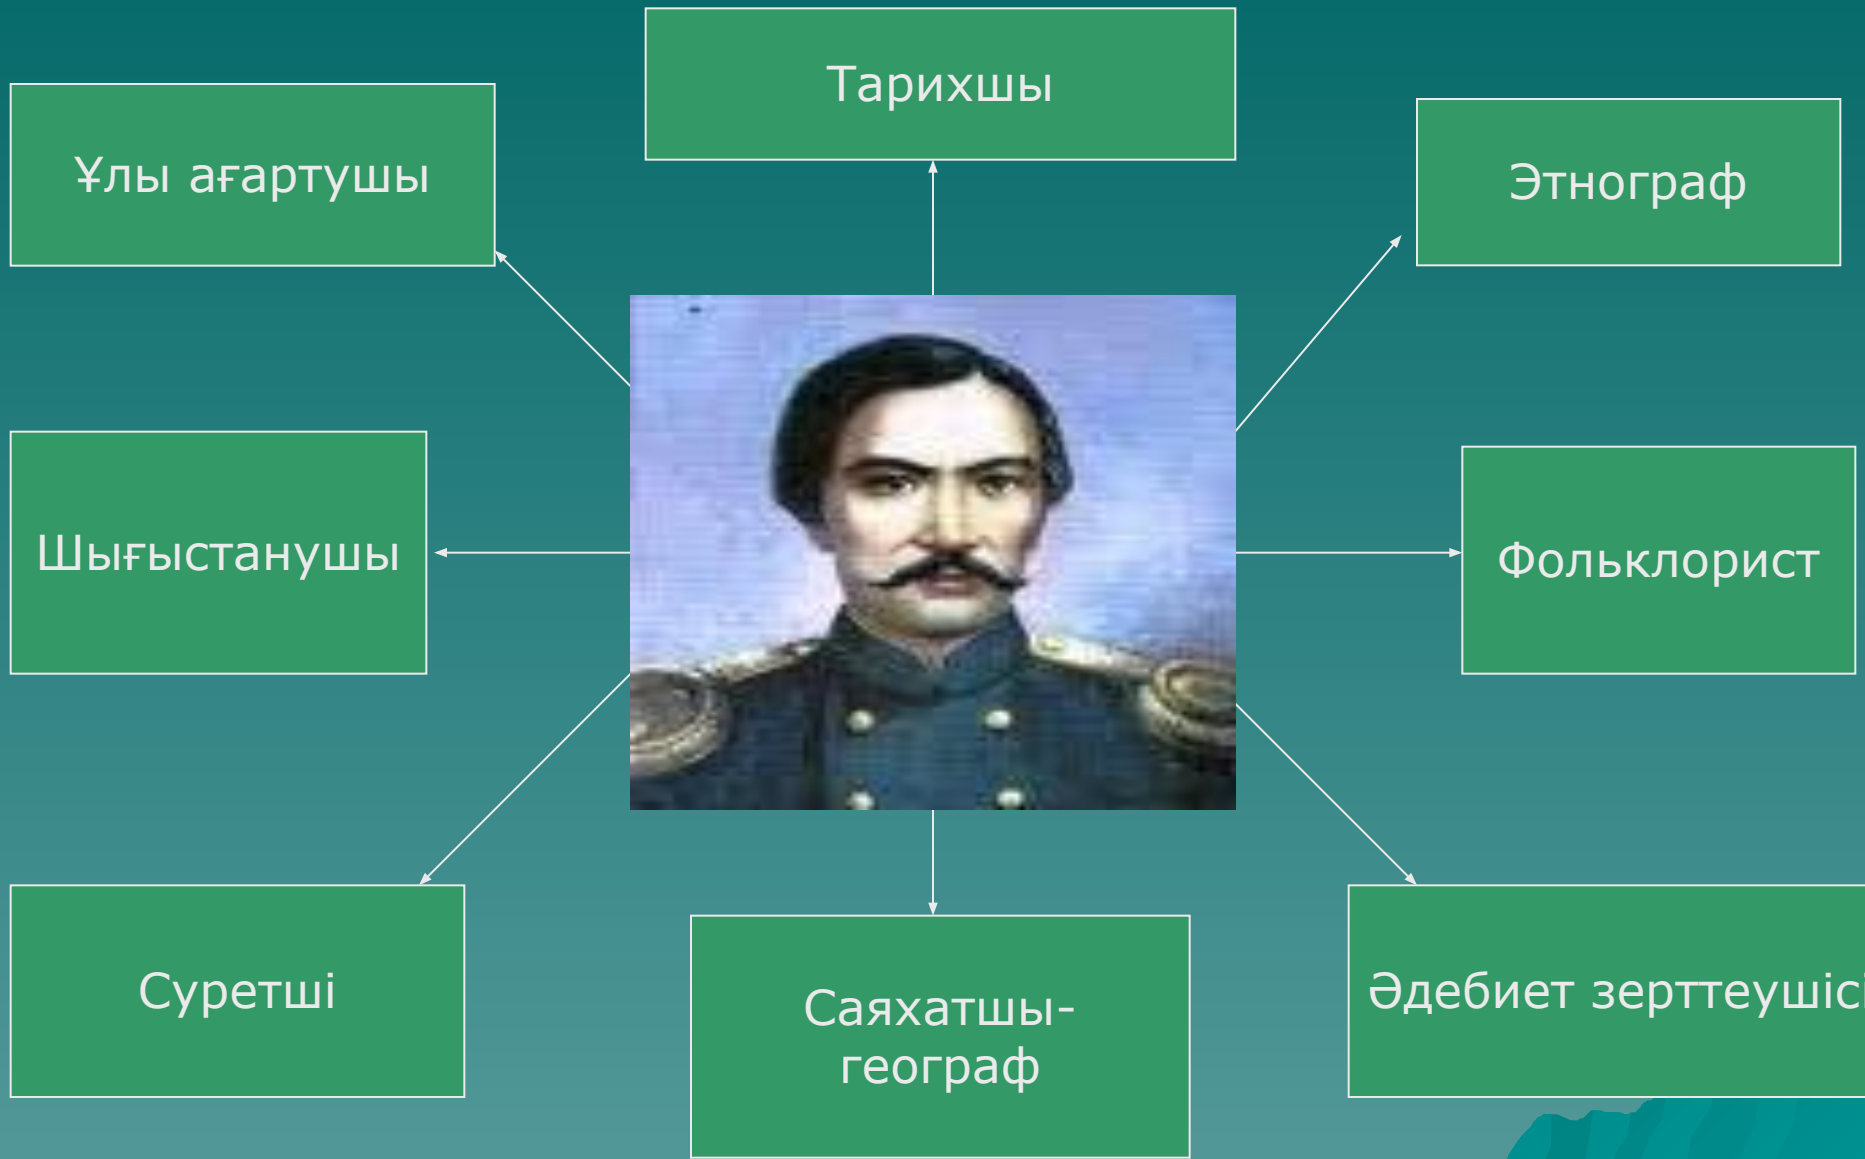 Тарихшы
Ұлы ағартушы
Этнограф
Шығыстанушы
Фольклорист
Суретші
Саяхатшы-
географ
Әдебиет зерттеушісі